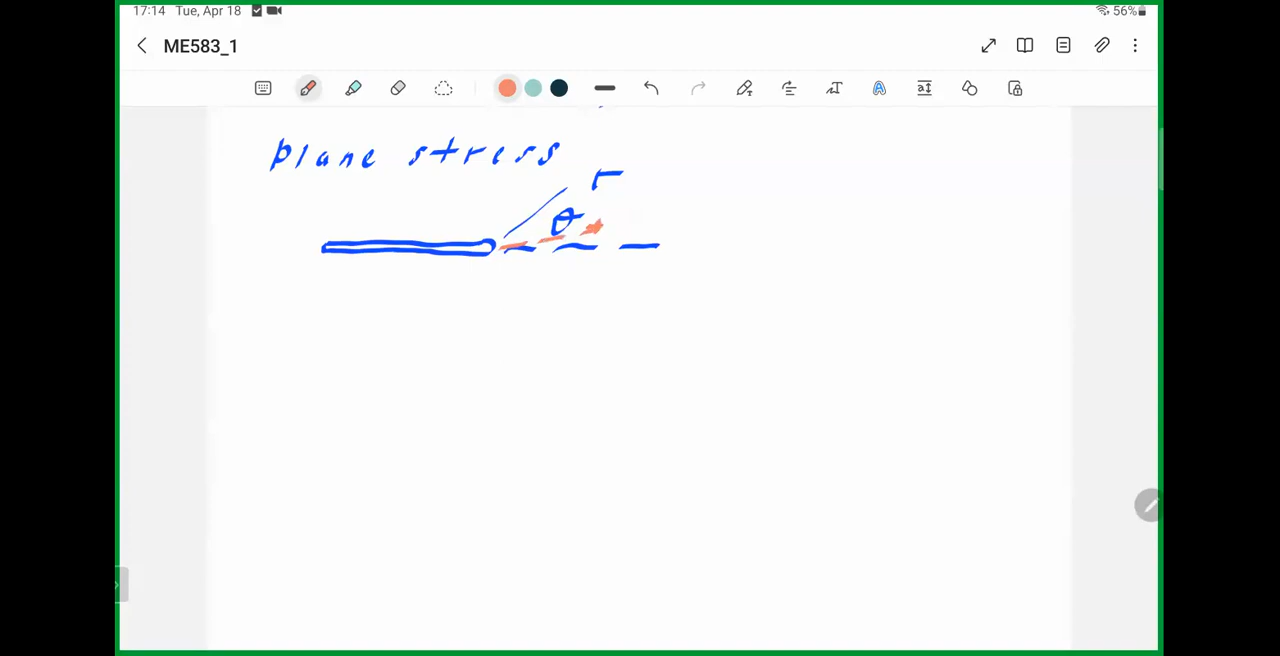 17:14 Tue, Apr 18
56%
ME583_1
plane stress
r
θ